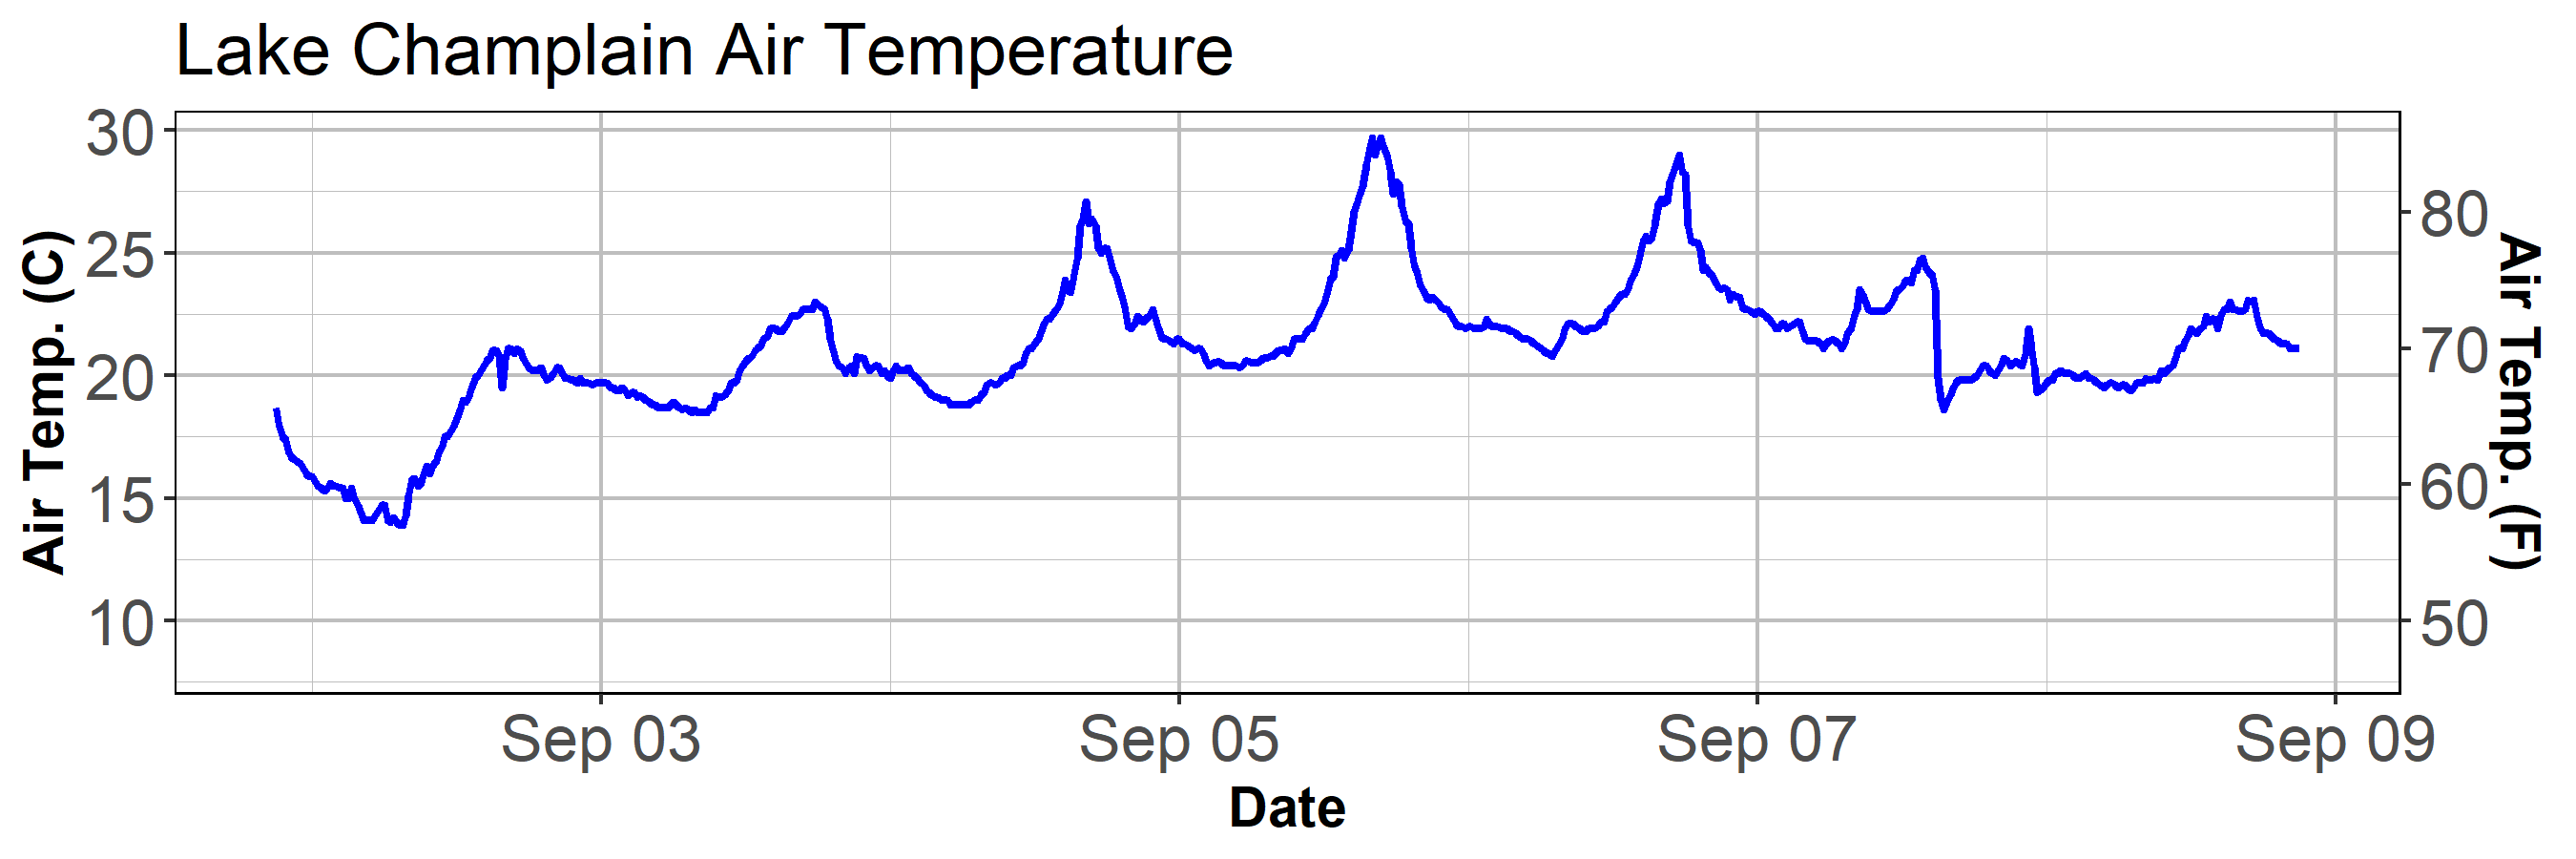 Lake Champlain Air Temperature
Air Temp. (C)
30
25
20
15
10
80
70
60
50
Air Temp. (F)
Sep 03 Sep 05 Sep 07 Sep 09
Date